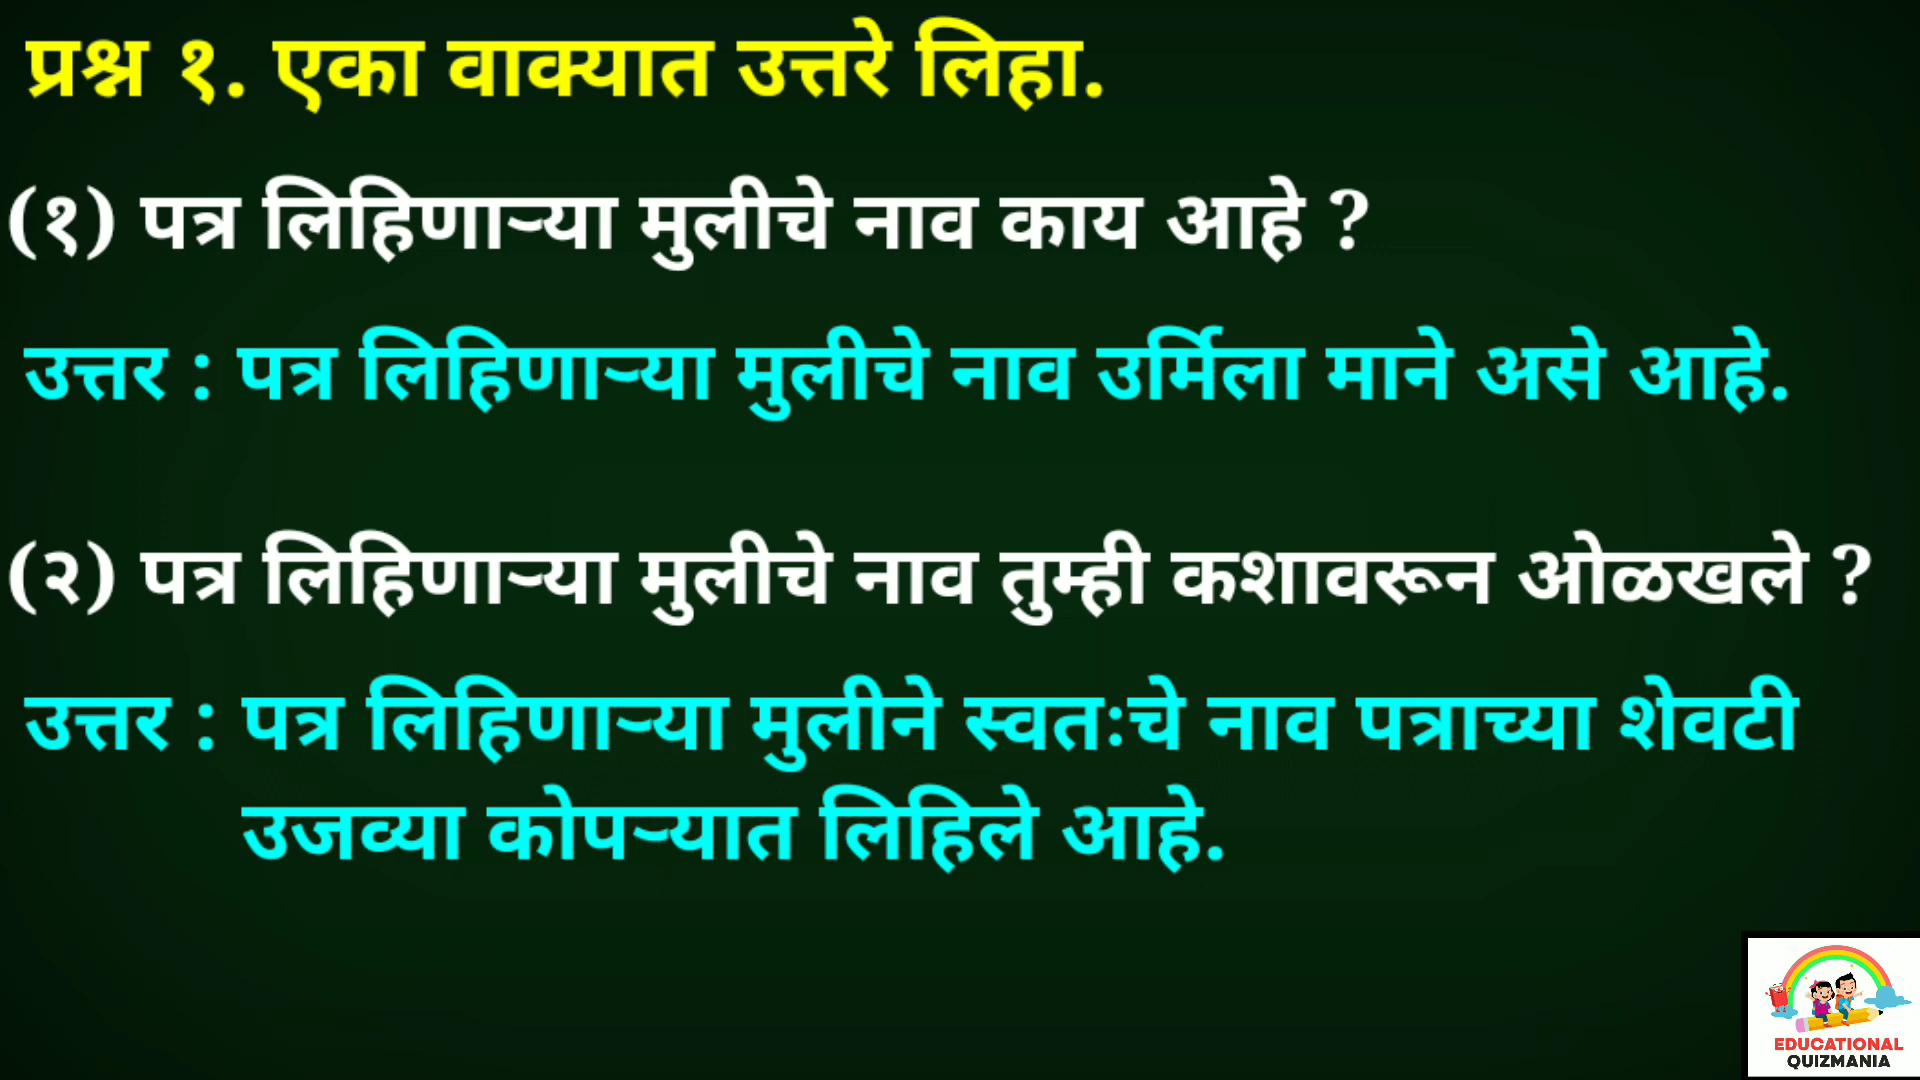 प्रश्न १. एका वाक्यात उत्तरे लिहा.
(१) पत्र लिहिणाऱ्या मुलीचे नाव काय आहे ?
उत्तर : पत्र लिहिणाऱ्या मुलीचे नाव उर्मिला माने असे आहे.
(२) पत्र लिहिणाऱ्या मुलीचे नाव तुम्ही कशावरून ओळखले ?
उत्तर : पत्र लिहिणाऱ्या मुलीने स्वतःचे नाव पत्राच्या शेवटी
उजव्या कोपऱ्यात लिहिले आहे.
EDUCATIONAL
QUIZMANIA